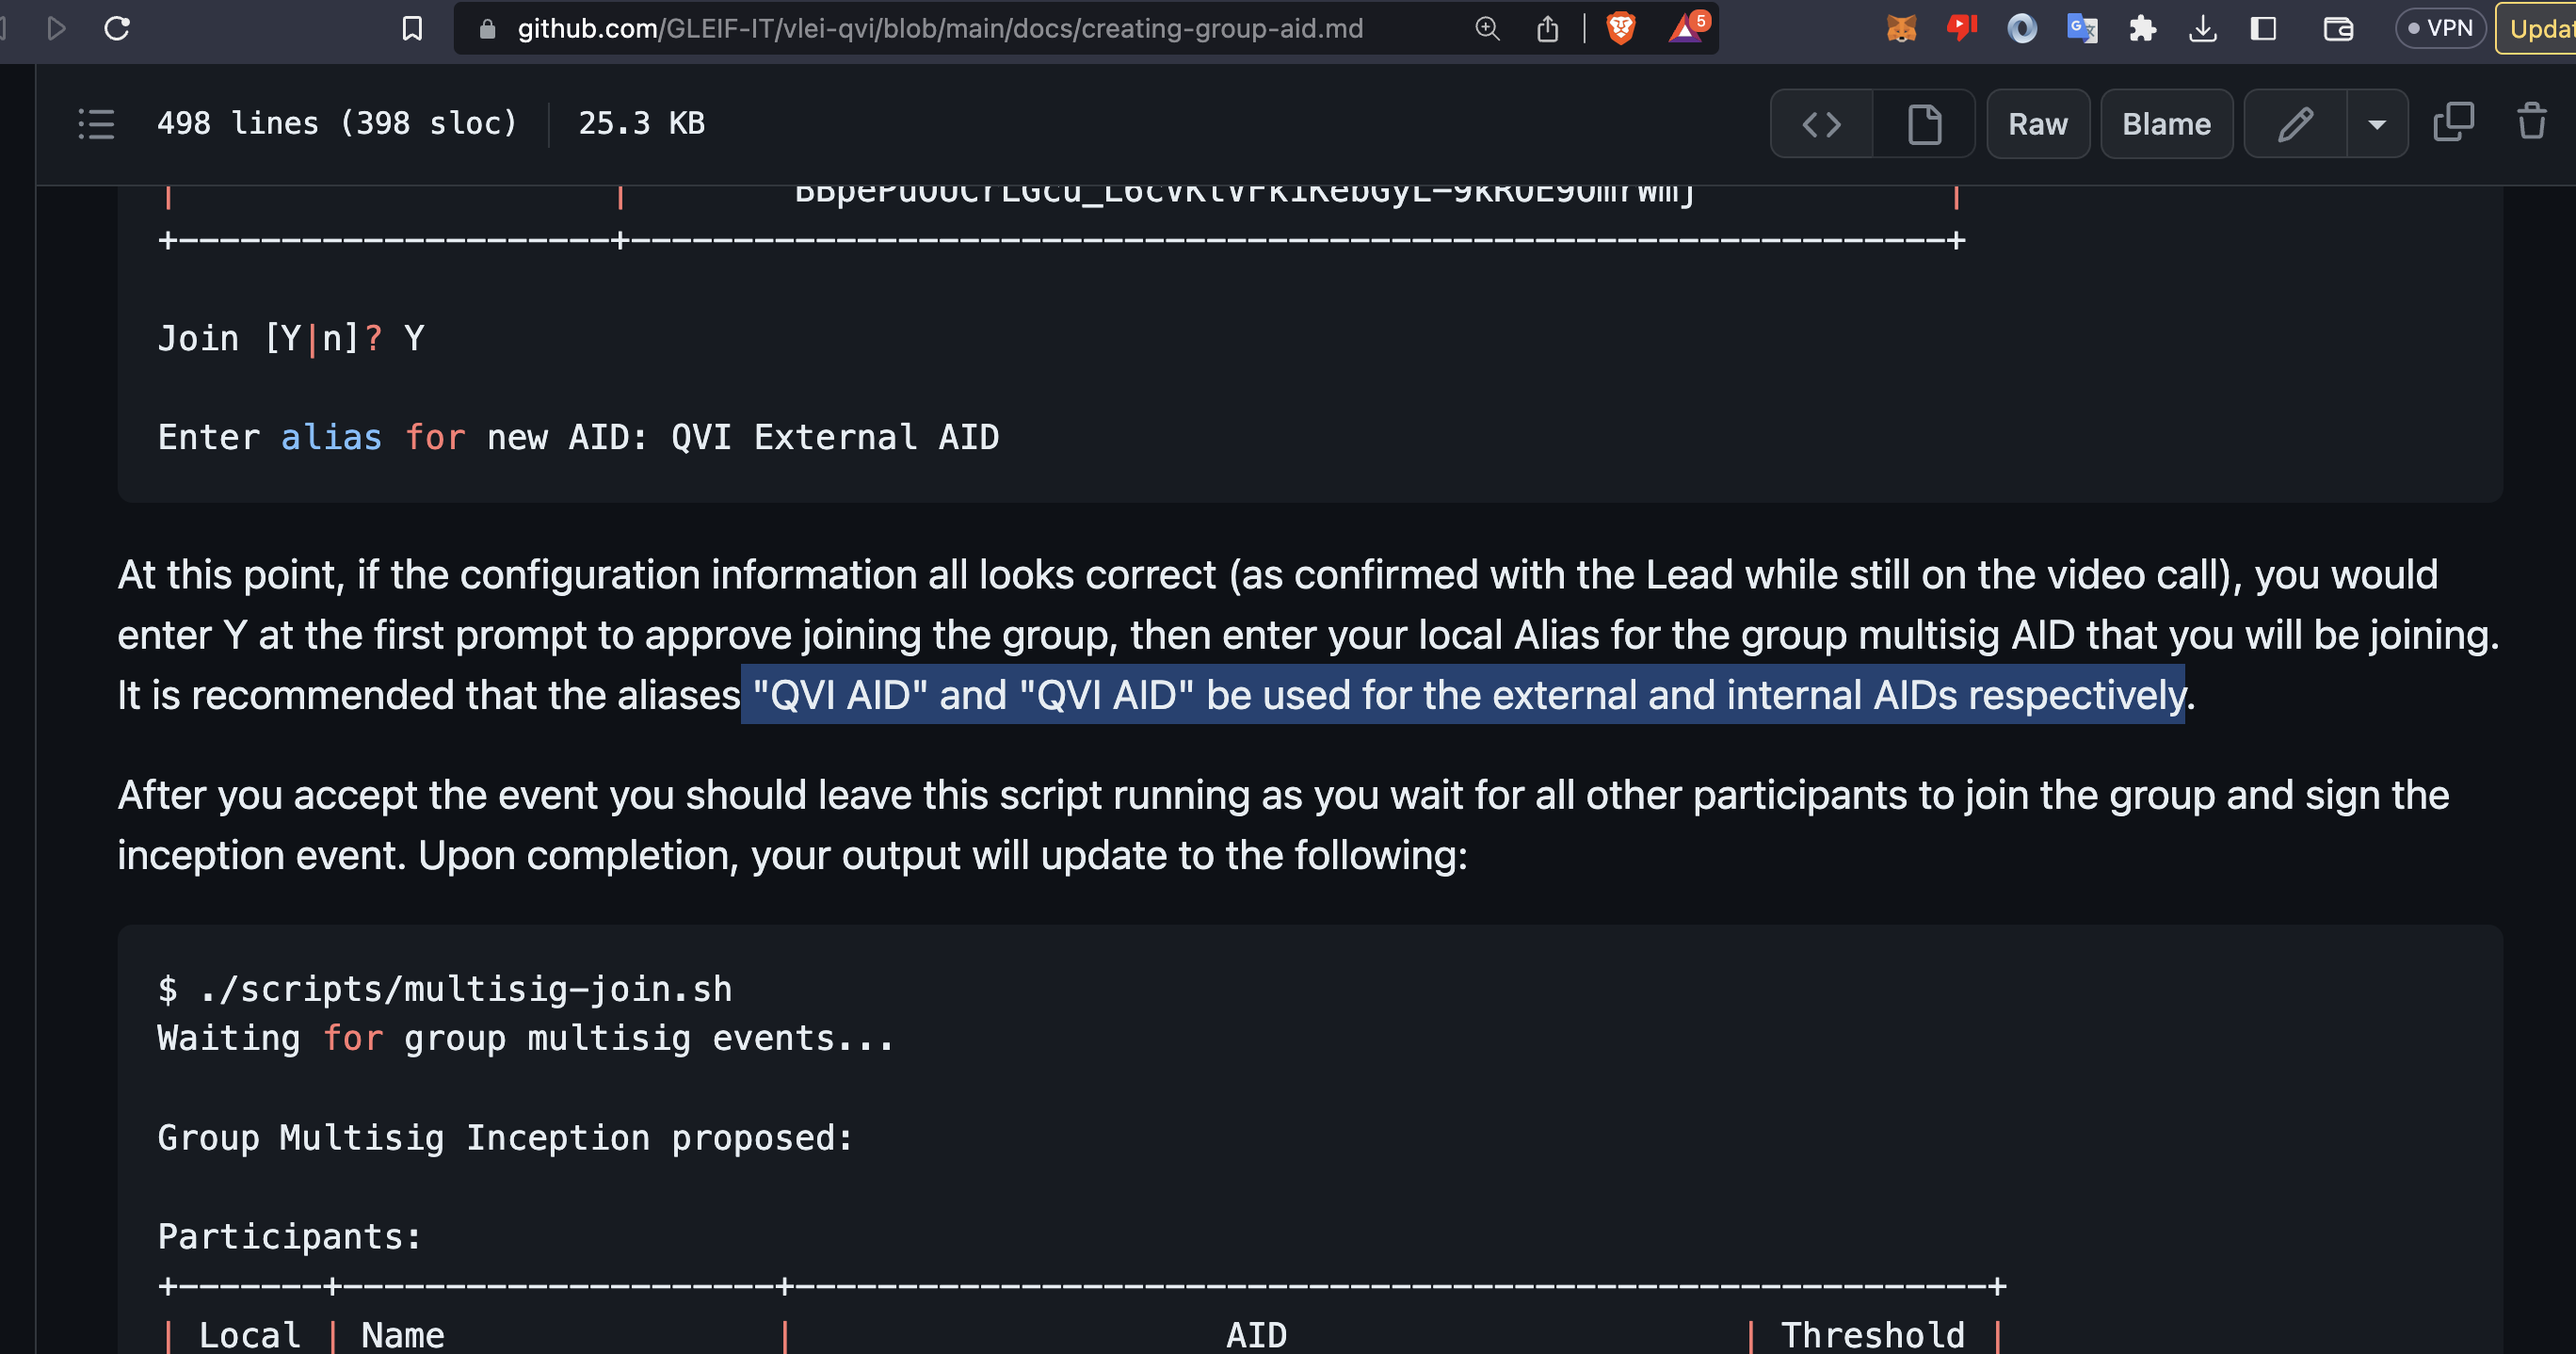 github.com/GLEIF-IT/vlei-qvi/blob/main/docs/creating-group-aid.md
5
VPN
498 lines (398 sloc) | 25.3 KB
Raw
Blame
+---------------------+----------------------------------------------------------------+
Join [Y|n]? Y
Enter alias for new AID: QVI External AID
At this point, if the configuration information all looks correct (as confirmed with the Lead while still on the video call), you would
enter Y at the first prompt to approve joining the group, then enter your local Alias for the group multisig AID that you will be joining.
It is recommended that the aliases "QVI AID" and "QVI AID" be used for the external and internal AIDs respectively.
After you accept the event you should leave this script running as you wait for all other participants to join the group and sign the
inception event. Upon completion, your output will update to the following:
$ ./scripts/multisig-join.sh
Waiting for group multisig events...
Group Multisig Inception proposed:
Participants:
+-------+---------------------+----------------------------------------------------------+
| Local | Name | AID | Threshold |